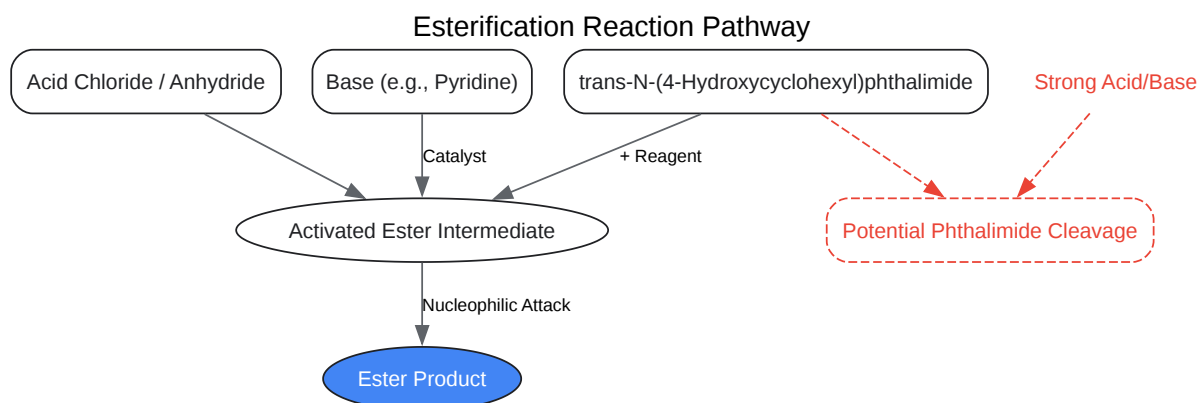 Esterification Reaction Pathway
Acid Chloride / Anhydride
Base (e.g., Pyridine)
trans-N-(4-Hydroxycyclohexyl)phthalimide
Strong Acid/Base
Catalyst
+ Reagent
Activated Ester Intermediate
Potential Phthalimide Cleavage
Nucleophilic Attack
Ester Product